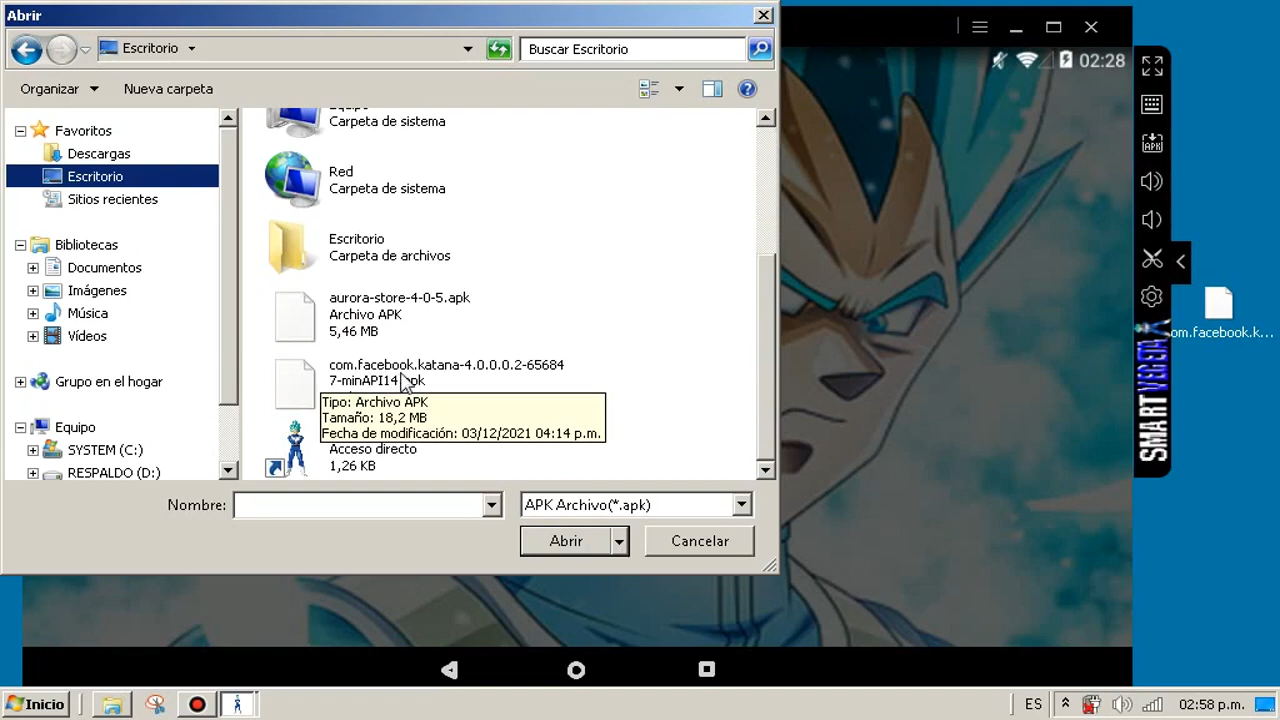 Abrir
Escritorio
Buscar Escritorio
Organizar
Nueva carpeta
Favoritos
Descargas
Escritorio
Sitios recientes
Bibliotecas
Documentos
Imágenes
Música
Vídeos
Grupo en el hogar
Equipo
SYSTEM (C:)
RESPALDO (D:)
Carpeta de sistema
Red
Carpeta de sistema
Escritorio
Carpeta de archivos
aurora-store-4-0-5.apk
Archivo APK
5,46 MB
com.facebook.katana-4.0.0.0.2-65684
7-minAPI14.apk
Tipo: Archivo APK
Tamaño: 18,2 MB
Fecha de modificación: 03/12/2021 04:14 p.m.
Acceso directo
1,26 KB
Nombre:
APK Archivo(*.apk)
Abrir
Cancelar
02:28
APK
SMART VEGETA
om.facebook.k...
Inicio
ES
02:58 p.m.